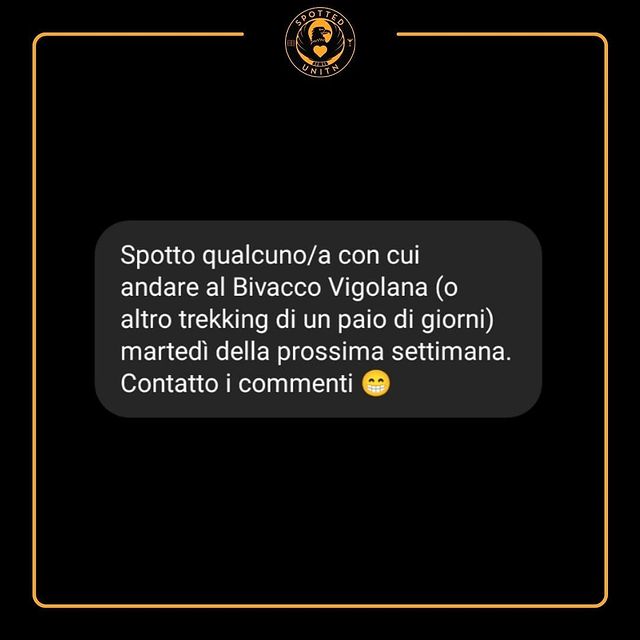 SPOTTED
UNITN
Spotto qualcuno/a con cui
andare al Bivacco Vigolana (o
altro trekking di un paio di giorni)
martedì della prossima settimana.
Contatto i commenti 😁